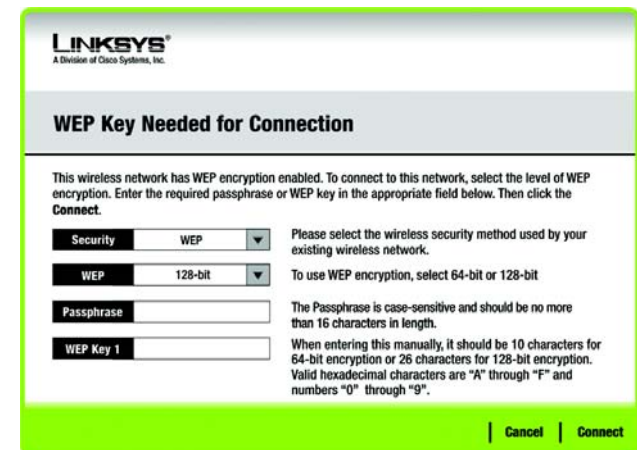 LINKSYS®
A Division of Cisco Systems, Inc.
WEP Key Needed for Connection
This wireless network has WEP encryption enabled. To connect to this network, select the level of WEP
encryption. Enter the required passphrase or WEP key in the appropriate field below. Then click the
Connect.
Security WEP
Please select the wireless security method used by your
existing wireless network.
WEP 128-bit
To use WEP encryption, select 64-bit or 128-bit
Passphrase
The Passphrase is case-sensitive and should be no more
than 16 characters in length.
WEP Key 1
When entering this manually, it should be 10 characters for
64-bit encryption or 26 characters for 128-bit encryption.
Valid hexadecimal characters are “A” through “F” and
numbers “0” through “9”.
Cancel Connect